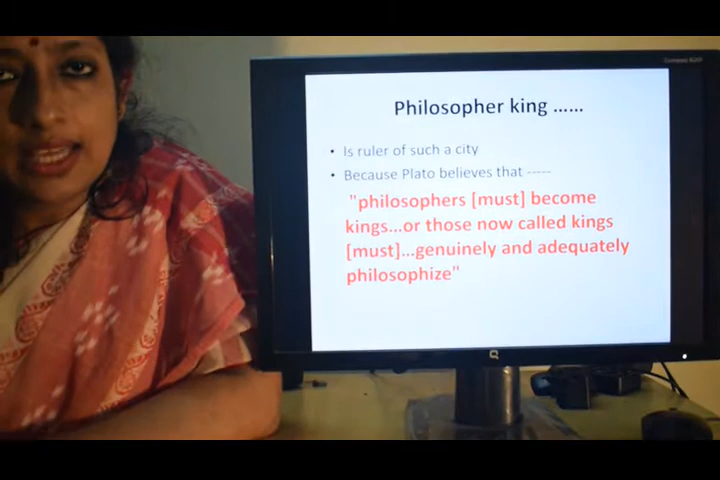 Philosopher king ......
• Is ruler of such a city
• Because Plato believes that -----
"philosophers [must] become
kings...or those now called kings
[must]...genuinely and adequately
philosophize"